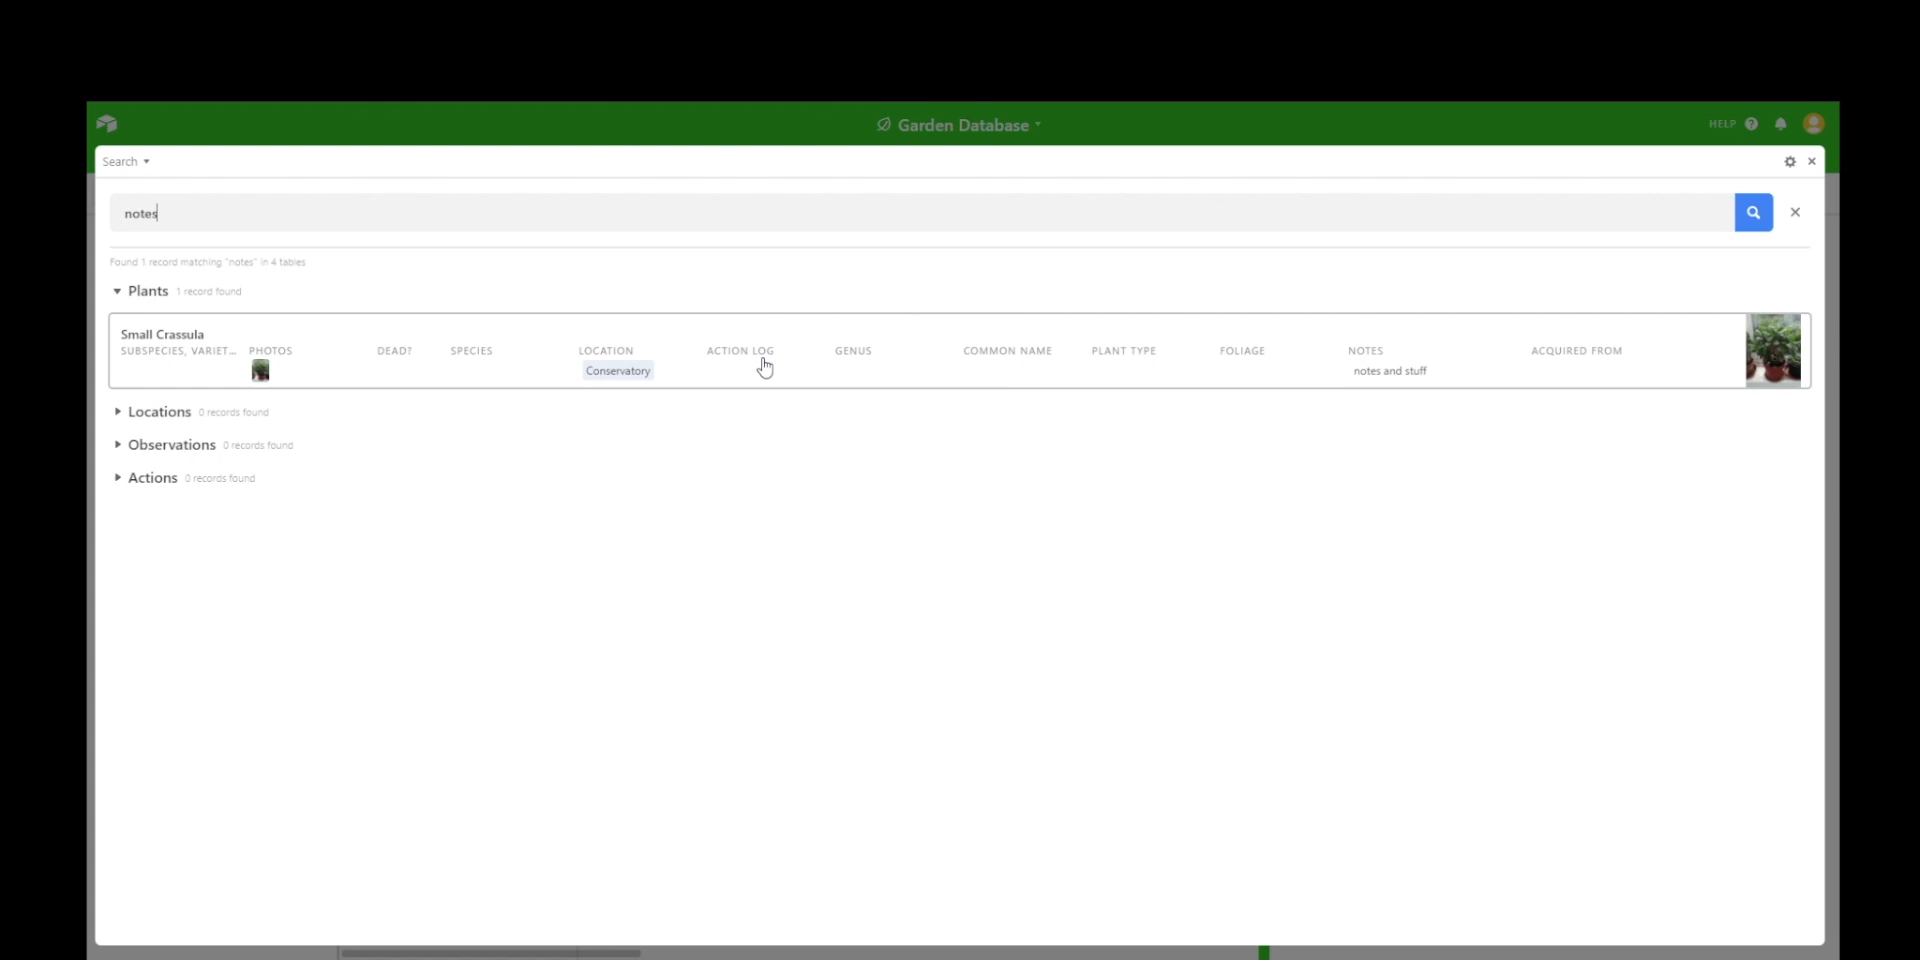 Garden Database
HELP
Search
notes
Found 1 record matching "notes" in 4 tables
Plants 1 record found
Small Crassula
SUBSPECIES, VARIET... PHOTOS DEAD? SPECIES LOCATION ACTION LOG GENUS COMMON NAME PLANT TYPE FOLIAGE NOTES ACQUIRED FROM
Conservatory notes and stuff
Locations 0 records found
Observations 0 records found
Actions 0 records found